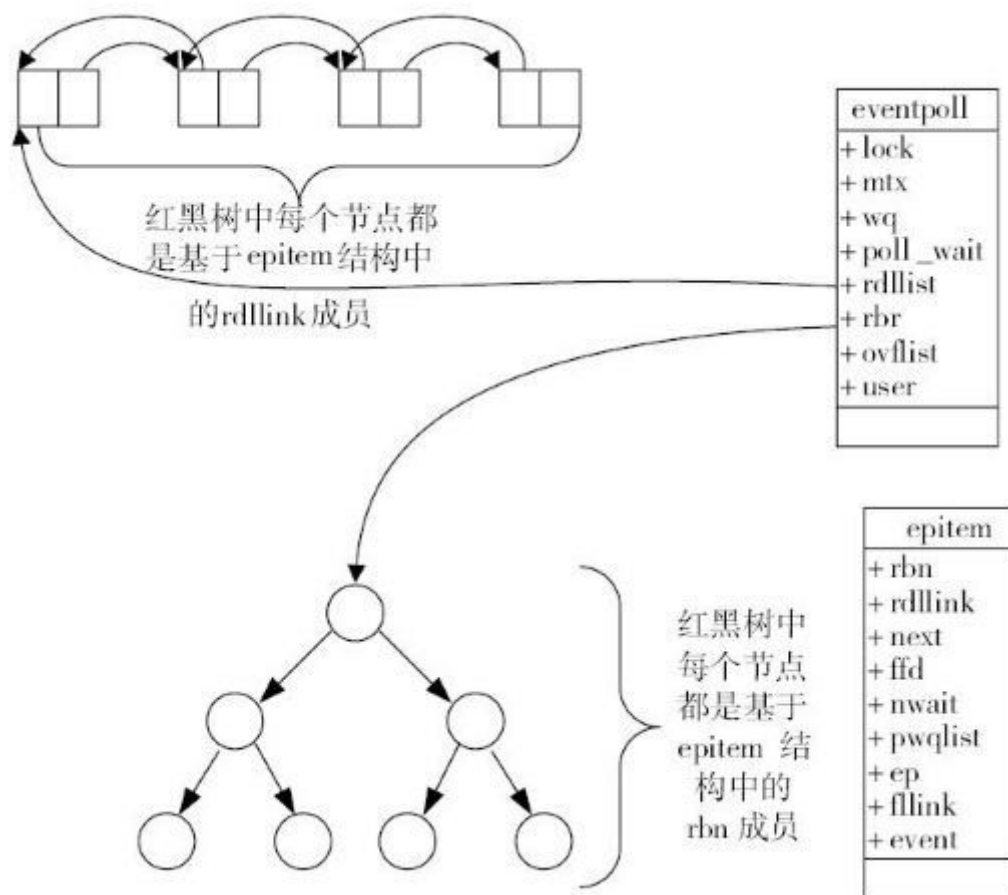 红黑树中每个节点都
是基于epitem结构中
的rdllink成员
eventpoll
+lock
+mtx
+wq
+poll_wait
+rdllist
+rbr
+ovflist
+user
红黑树中
每个节点
都是基于
epitem 结
构中的
rbn 成员
epitem
+rbn
+rdllink
+next
+ffd
+nwait
+pwqlist
+ep
+fllink
+event